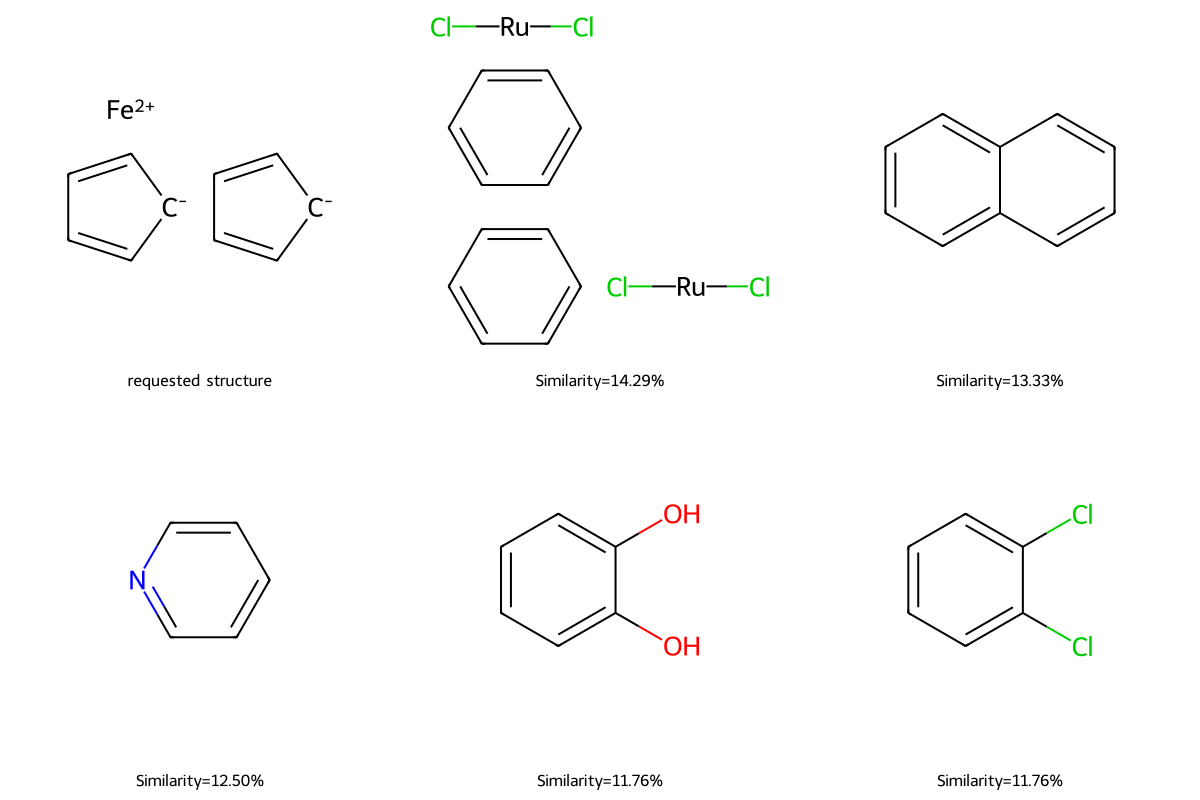 Cl Ru Cl
Fe2+
C- C-
Cl Ru Cl
requested structure
Similarity=14.29%
Similarity=13.33%
N
OH
OH
Cl
Cl
Similarity=12.50%
Similarity=11.76%
Similarity=11.76%